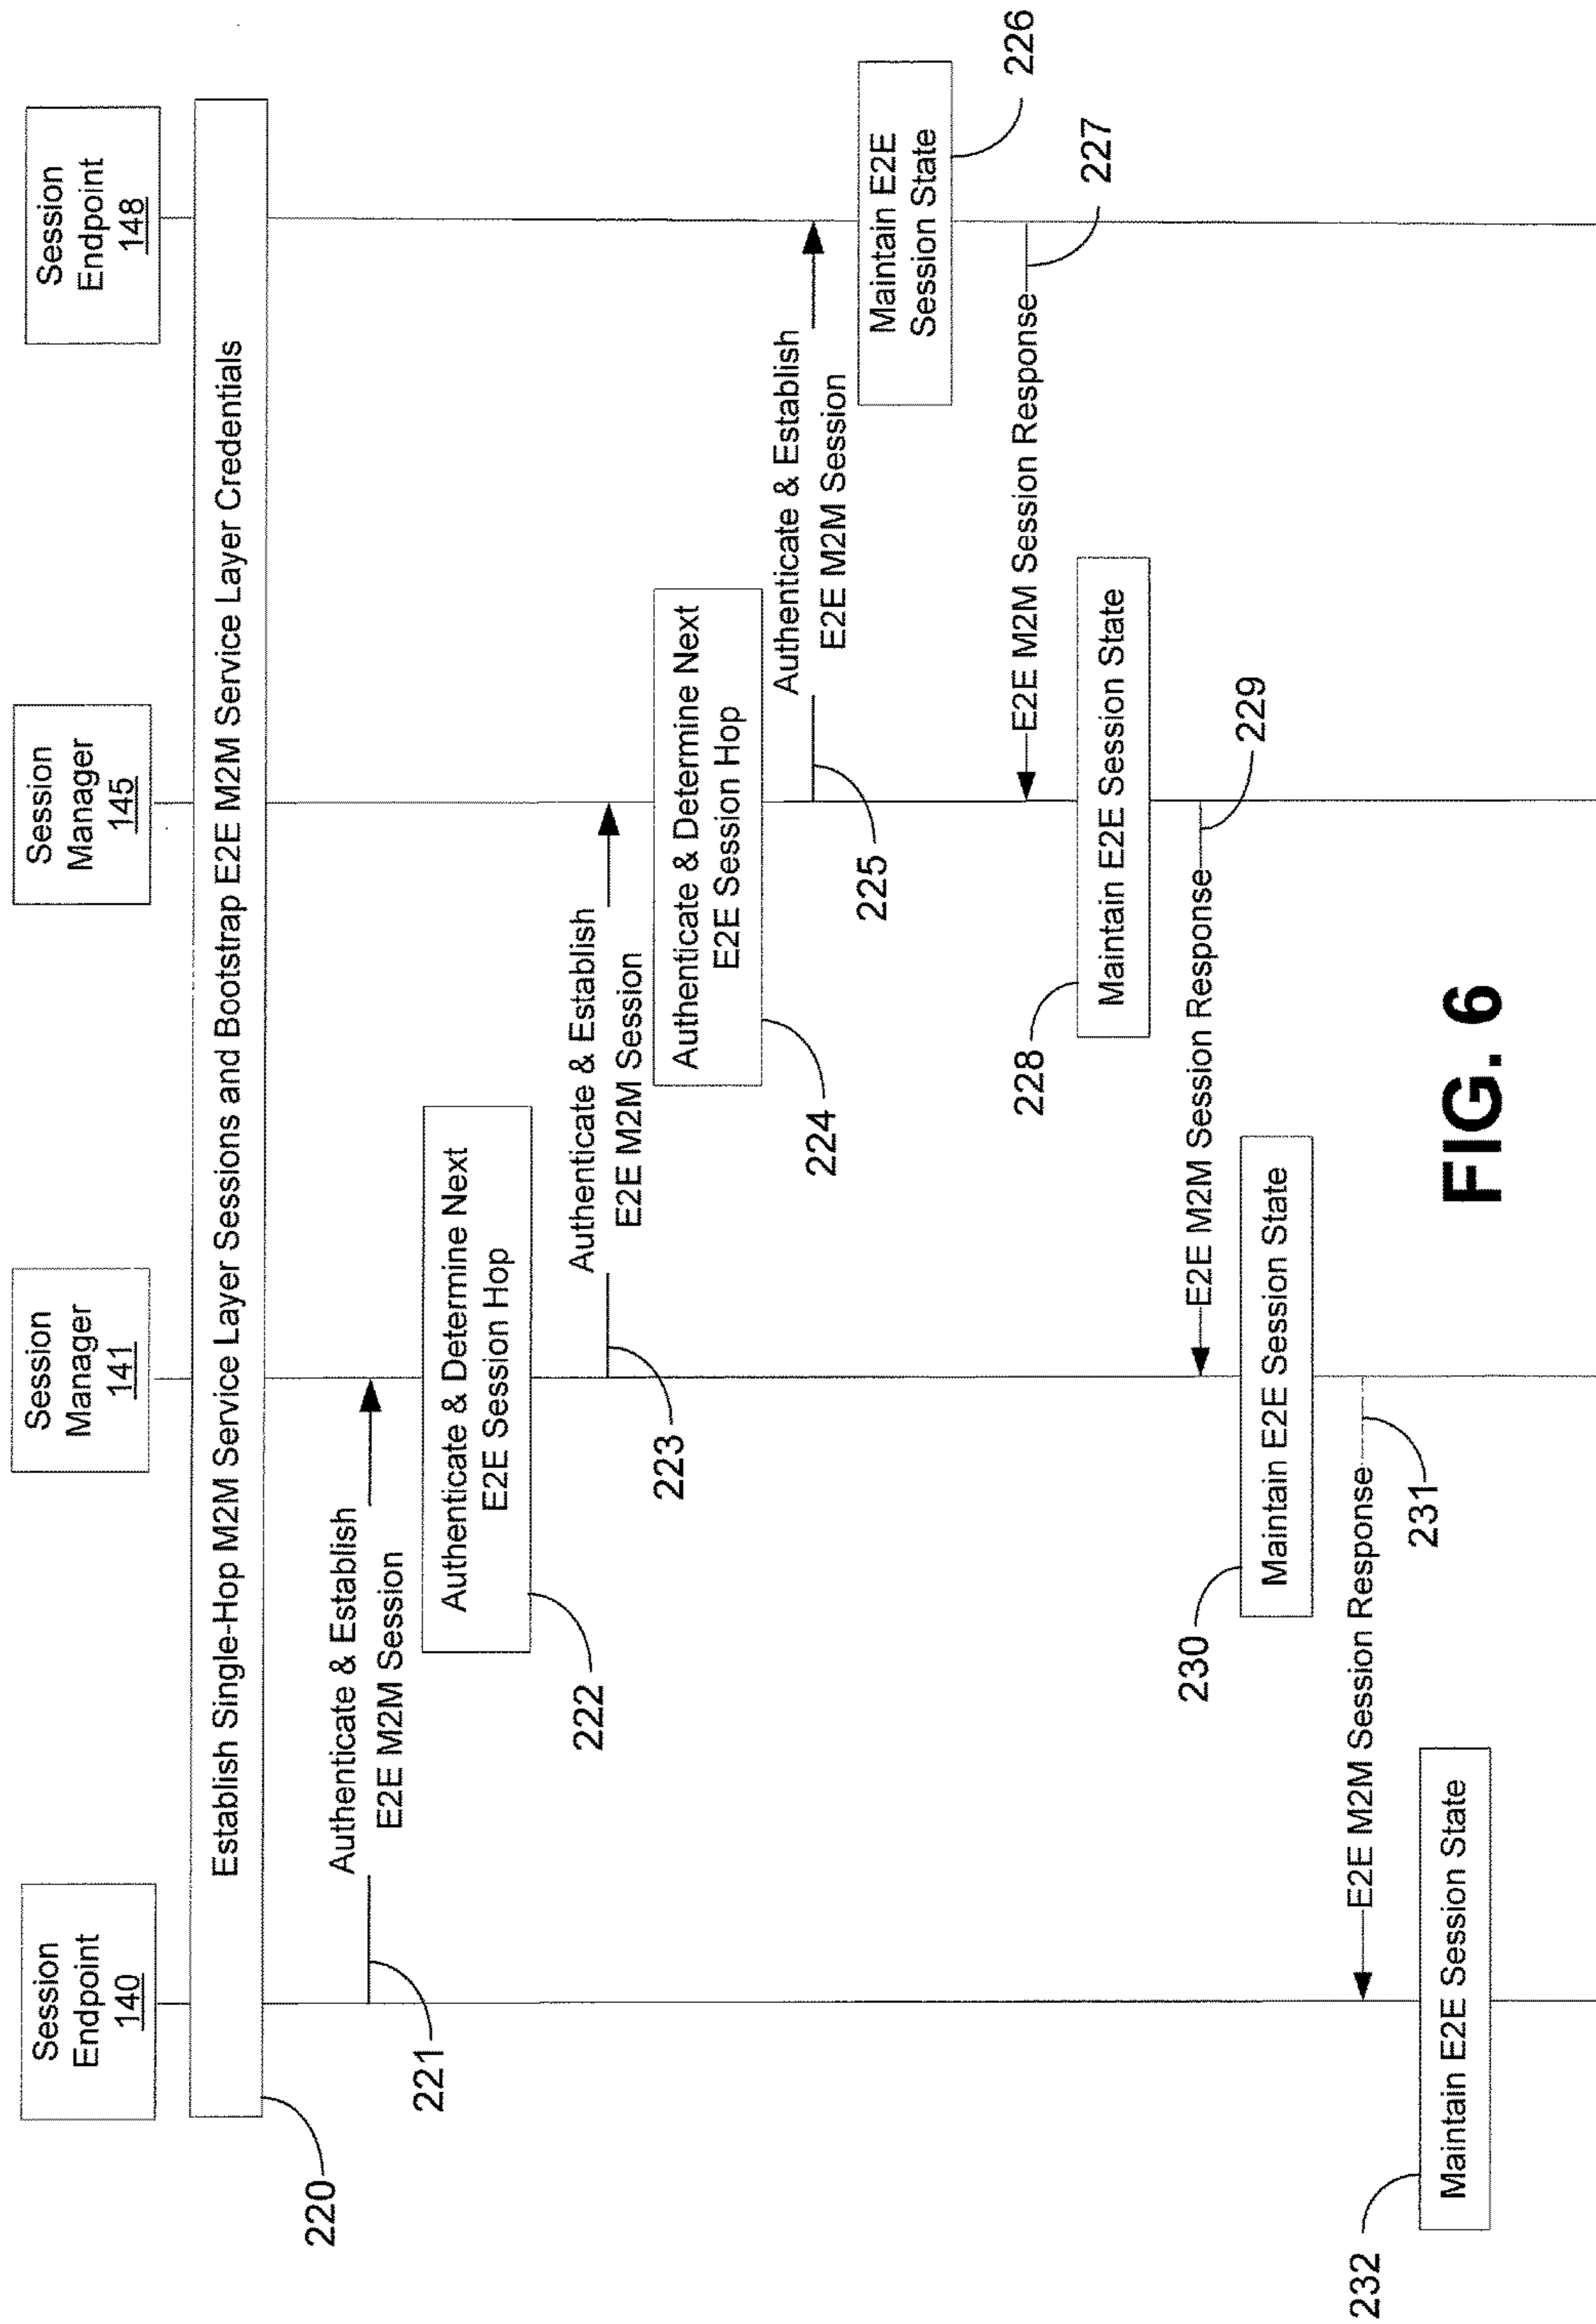 Session
Endpoint
140
Session
Manager
141
Session
Manager
145
Session
Endpoint
148
Establish Single-Hop M2M Service Layer Sessions and Bootstrap E2E M2M Service Layer Credentials
220
Authenticate & Establish
E2E M2M Session
221
Authenticate & Determine Next
E2E Session Hop
222
Authenticate & Establish
E2E M2M Session
223
Authenticate & Determine Next
E2E Session Hop
224
Authenticate & Establish
E2E M2M Session
225
Maintain E2E
Session State
226
E2E M2M Session Response
227
Maintain E2E Session State
228
E2E M2M Session Response
229
Maintain E2E Session State
230
E2E M2M Session Response
231
Maintain E2E Session State
232
FIG. 6